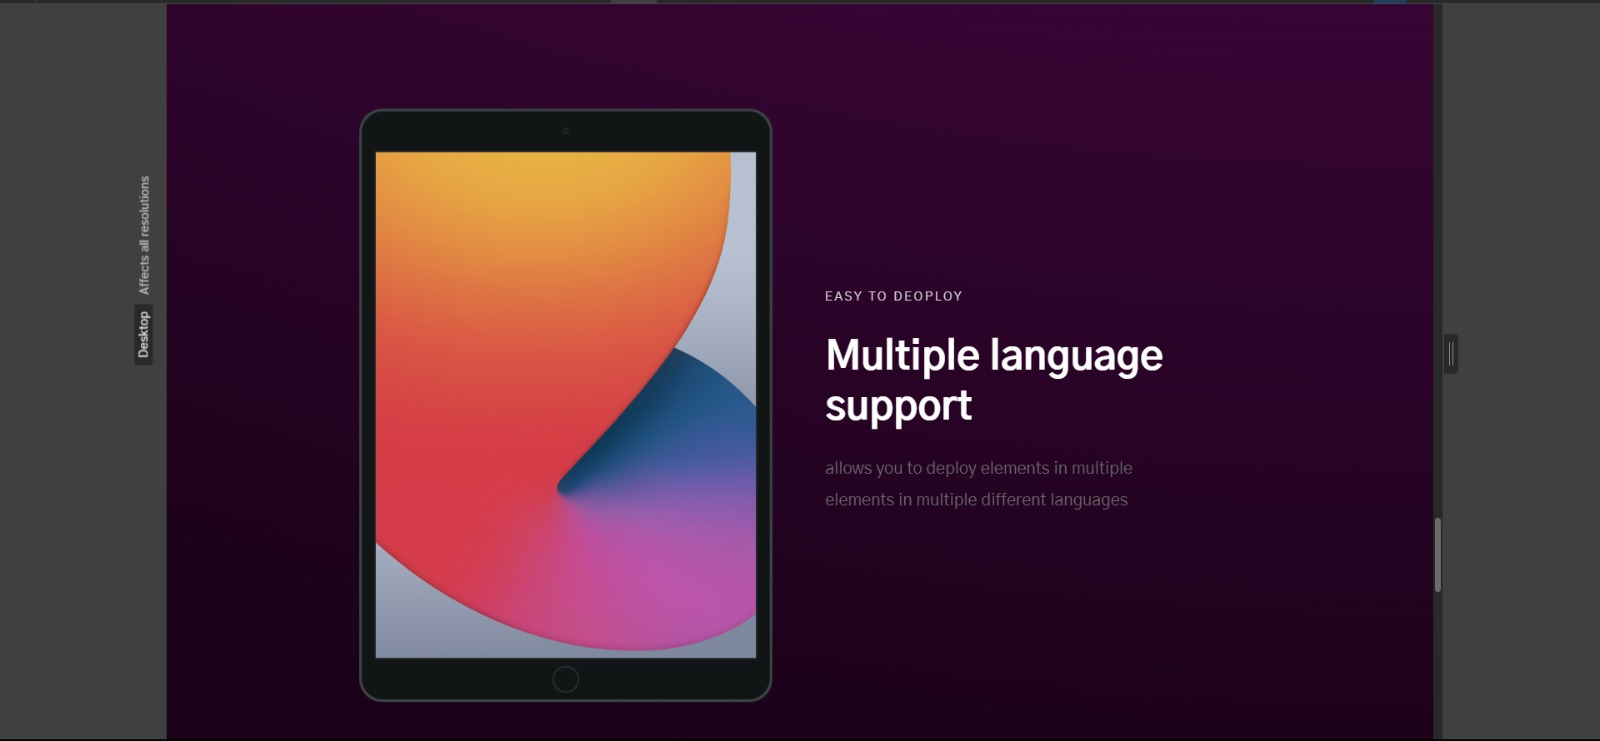 Affects all resolutions
Desktop
EASY TO DEOPLOY
Multiple language
support
allows you to deploy elements in multiple
elements in multiple different languages